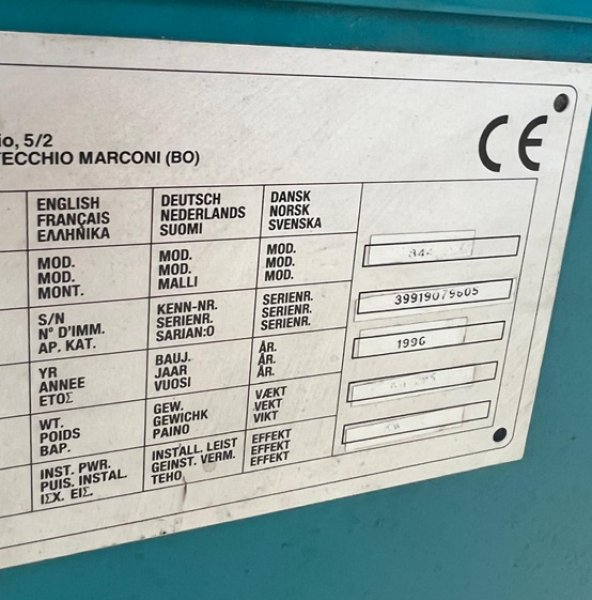 io, 5/2
TECCHIO MARCONI (BO)
CE
ENGLISH
FRANÇAIS
ΕΛΛΗΝΙΚΑ
DEUTSCH
NEDERLANDS
SUOMI
DANSK
NORSK
SVENSKA
MOD.
MOD.
MONT.
MOD.
MOD.
MALLI
MOD.
MOD.
MOD.
S/N
N° D'IMM.
AP. KAT.
KENN-NR.
SERIENR.
SARJAN:O
SERIENR.
SERIENR.
SERIENR.
39919079605
YR
ANNEE
ΕΤΟΣ
BAUJ.
JAAR
VUOSI
ÅR.
ÅR.
ÅR.
1996
WT.
POIDS
BAP.
GEW.
GEWICHK
PAINO
VÆKT
VEKT
VIKT
INST. PWR.
PUIS. INSTAL.
ΙΣΧ. ΕΙΣ.
INSTALL. LEIST
GEINST. VERM.
TEHO
EFFEKT
EFFEKT
EFFEKT